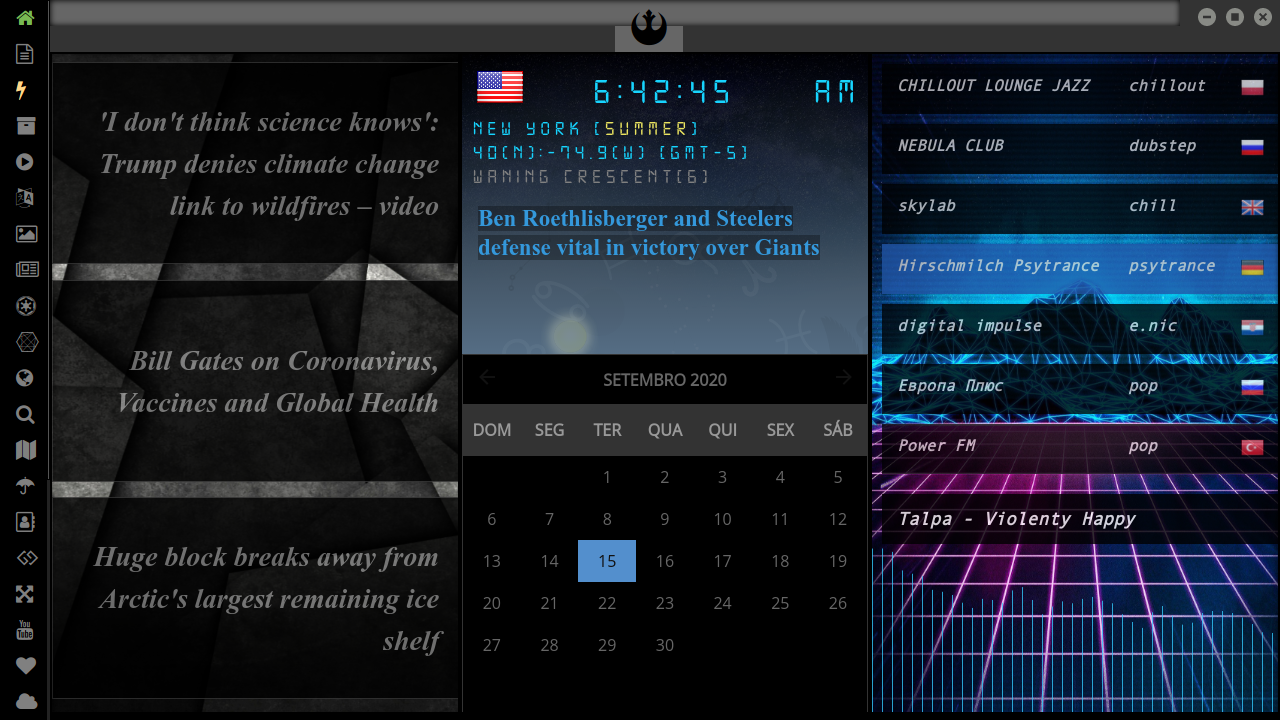 'I don't think science knows':
Trump denies climate change
link to wildfires – video
Bill Gates on Coronavirus,
Vaccines and Global Health
Huge block breaks away from
Arctic's largest remaining ice
shelf
6:42:45 AM
NEW YORK (SUMMER)
40(N):-74.9(W) (GMT-5)
WANING CRESCENT(6)
Ben Roethlisberger and Steelers
defense vital in victory over Giants
SETEMBRO 2020
DOM SEG TER QUA QUI SEX SÁB
1 2 3 4 5
6 7 8 9 10 11 12
13 14 15 16 17 18 19
20 21 22 23 24 25 26
27 28 29 30
CHILLOUT LOUNGE JAZZ chillout
NEBULA CLUB dubstep
skylab chill
Hirschmilch Psytrance psytrance
digital impulse e.nic
Европа Плюс pop
Power FM pop
Talpa - Violenty Happy
You
Tube